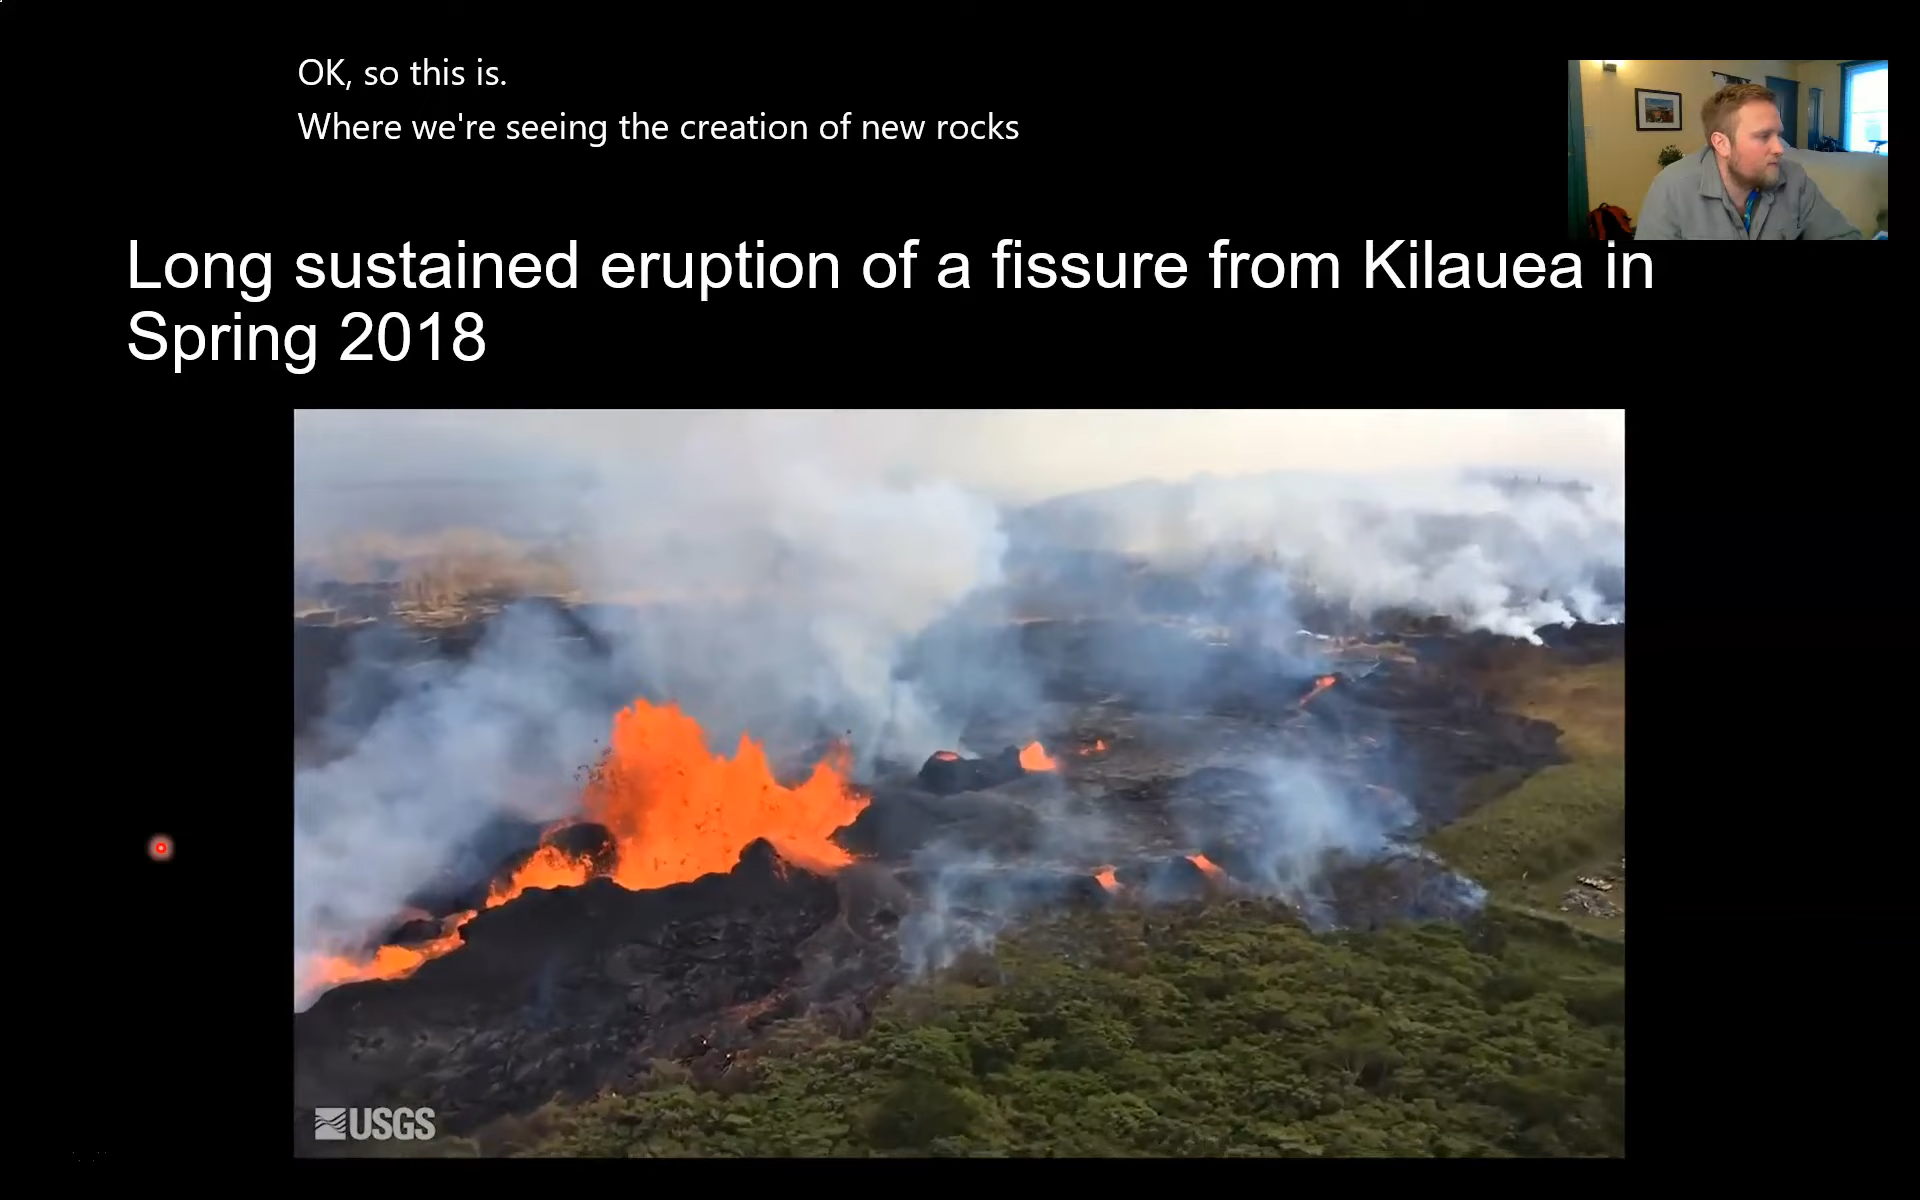 OK, so this is.
Where we're seeing the creation of new rocks
Long sustained eruption of a fissure from Kilauea in
Spring 2018
USGS